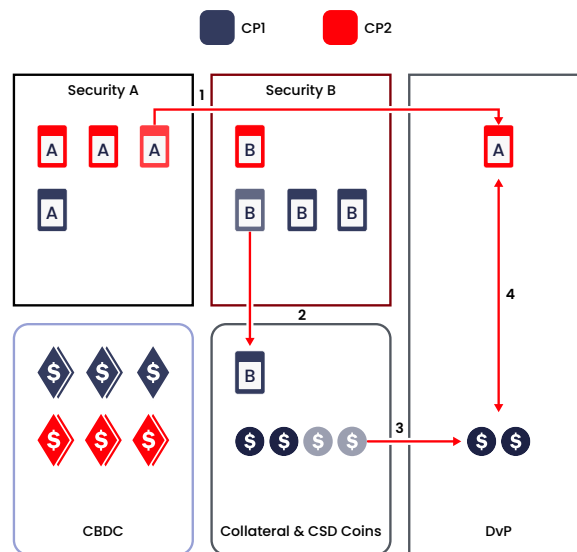 CP1 CP2
Security A 1 Security B
A A A B A
A B B B
4
2
B
$ $ $
$ $ $ $ $ $ $ 3 $ $
CBDC Collateral & CSD Coins DvP